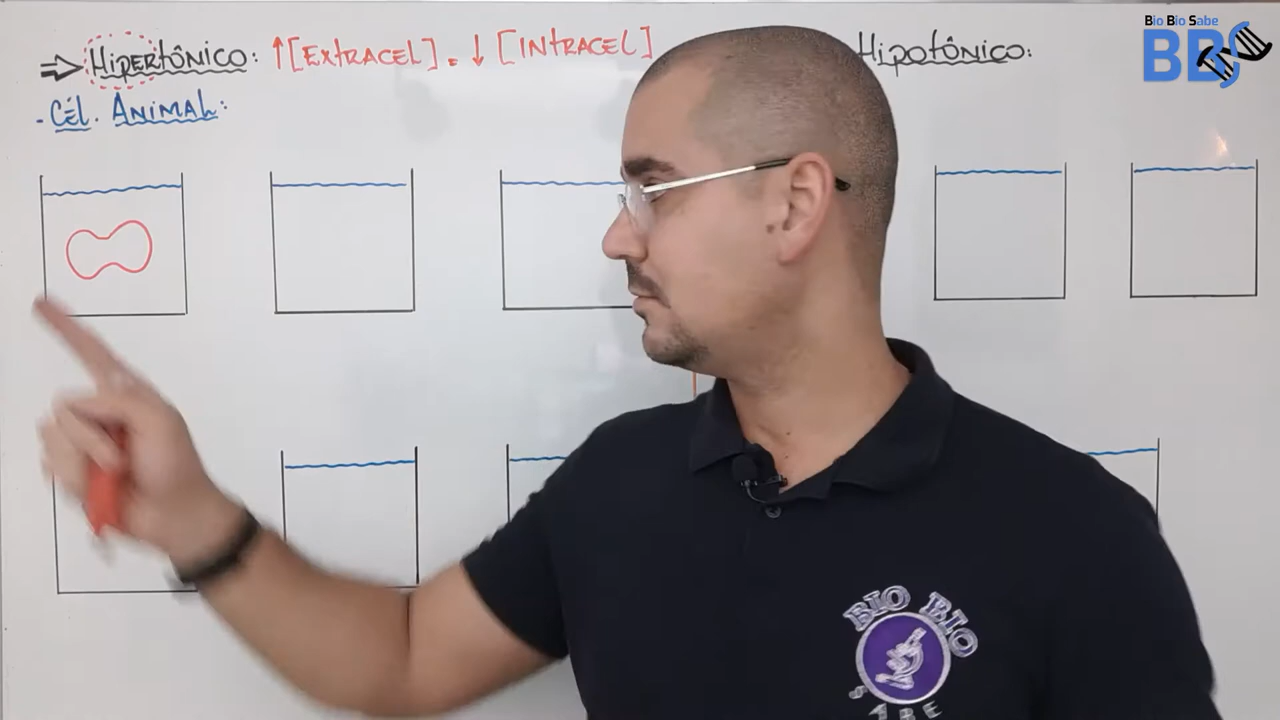 ⇒ Hipertônico: ↑[Extracel]. ↓ [Intracel]
Hipotônico:
- Cél. Animal:
Bio Bio Sabe
BBS
BIO BIO
SABE